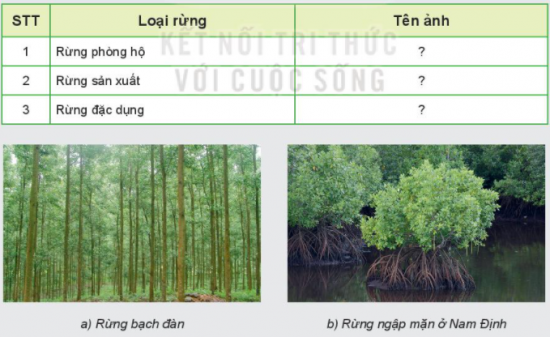 STT Loại rừng Tên ảnh
KẾT NỐI TRI THỨC
1 Rừng phòng hộ ?
2 Rừng sản xuất ?
VỚI CUỘC SỐNG
3 Rừng đặc dụng ?
a) Rừng bạch đàn b) Rừng ngập mặn ở Nam Định